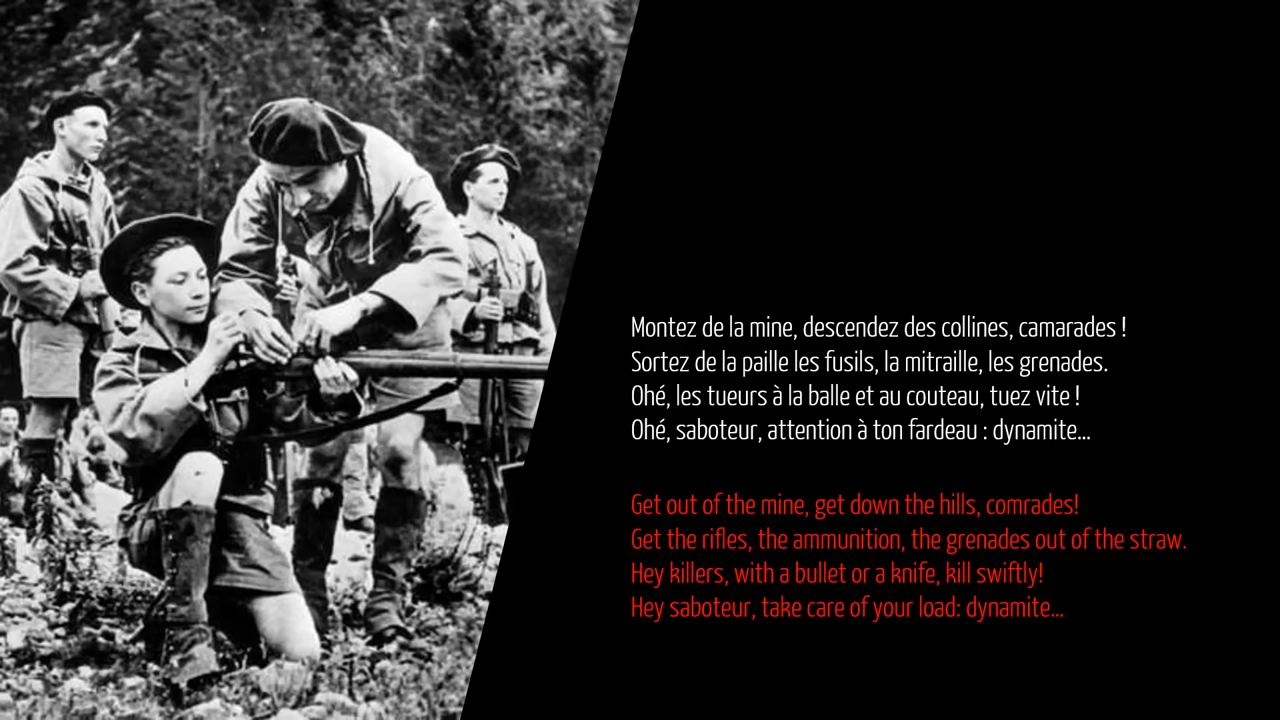 Montez de la mine, descendez des collines, camarades !
Sortez de la paille les fusils, la mitraille, les grenades.
Ohé, les tueurs à la balle et au couteau, tuez vite !
Ohé, saboteur, attention à ton fardeau : dynamite...
Get out of the mine, get down the hills, comrades!
Get the rifles, the ammunition, the grenades out of the straw.
Hey killers, with a bullet or a knife, kill swiftly!
Hey saboteur, take care of your load: dynamite...